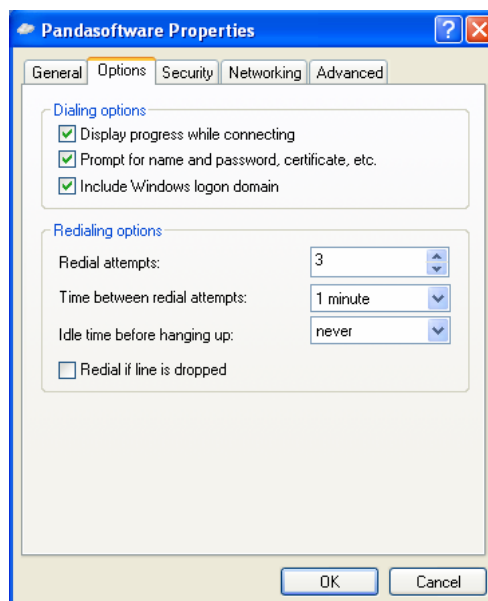 Pandasoftware Properties
?
General Options Security Networking Advanced
Dialing options
Display progress while connecting
Prompt for name and password, certificate, etc.
Include Windows logon domain
Redialing options
Redial attempts: 3
Time between redial attempts: 1 minute
Idle time before hanging up: never
Redial if line is dropped
OK Cancel